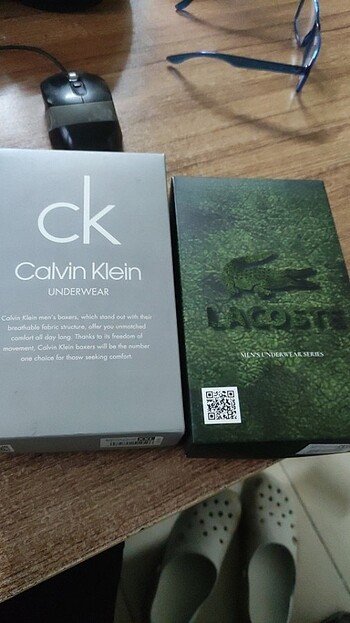 ck
Calvin Klein
UNDERWEAR
Calvin Klein men's boxers, which stand out with their
breathable fabric structure, offer you unmatched
comfort all day long. Thanks to its freedom of
movement, Calvin Klein boxers will be the number
one choice for thosw seeking comfort.
XXL
LACOSTE
MEN'S UNDERWEAR SERIES